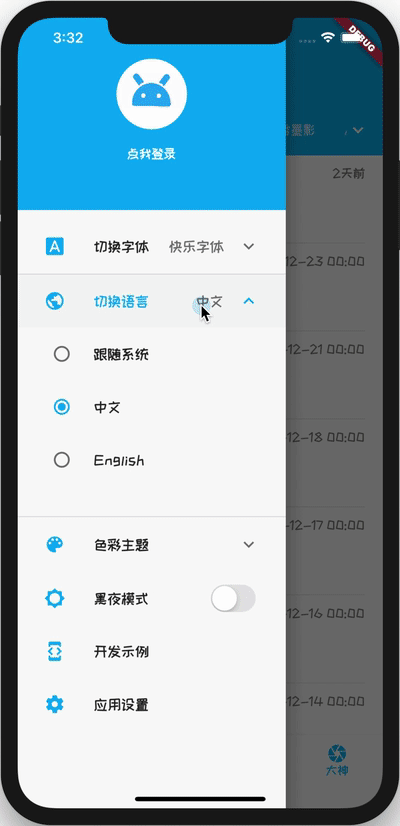 3:32
DEBUG
点我登录
2天前
切换字体 快乐字体
12-23 00:00
切换语言 中文
跟随系统
12-21 00:00
中文
12-18 00:00
English
12-17 00:00
色彩主题
黑夜模式
12-16 00:00
开发示例
应用设置
12-14 00:00
大神